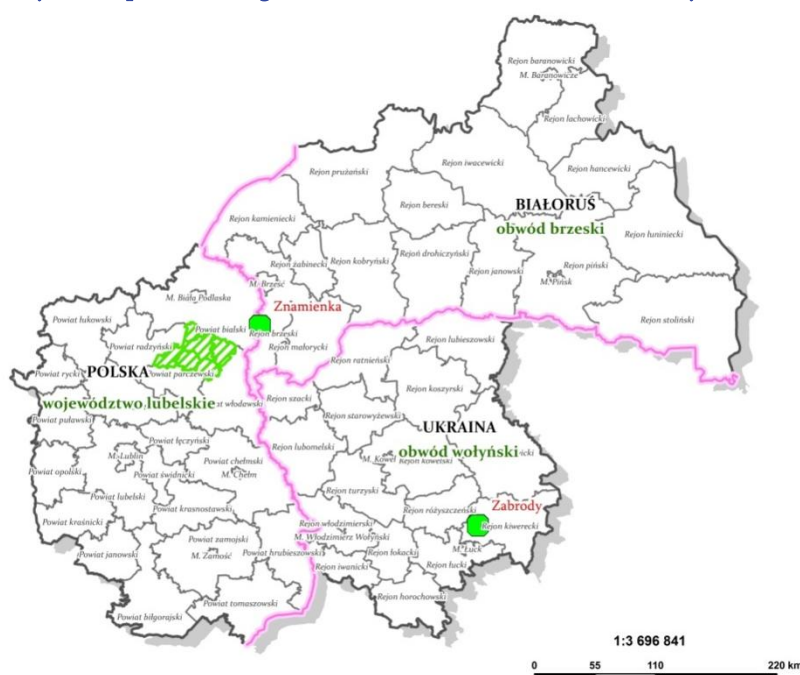 Rejon baranowicki
M. Baranowicze
Rejon lachowicki
Rejon iwacewicki
Rejon hancewicki
Rejon prużański
Rejon bereski
BIAŁORUŚ
obwód brzeski
Rejon kamieniecki
Rejon łuniniecki
Rejon drohiczyński
Rejon żabinecki
Rejon kobryński
Rejon janowski
Rejon piński
M. Pińsk
M. Brześć
M. Biała Podlaska
Znamienka
Rejon stoliński
Powiat łukowski
Powiat bialski
Rejon brzeski
Rejon małorycki
Rejon lubieszowski
Powiat radzyński
Rejon ratnieński
Powiat rycki
POLSKA
Powiat parczewski
Rejon koszyrski
województwo lubelskie
włodawski
Rejon szacki
Rejon starowyżewski
Powiat puławski
UKRAINA
Powiat łęczyński
Rejon lubomelski
obwód wołyński
M. Lublin
Powiat chełmski
M. Kowel
Rejon kowelski
Powiat opolski
Powiat świdnicki
M. Chełm
Rejon turzyski
Powiat lubelski
Powiat krasnostawski
Rejon różyszczeński
Zabrody
Powiat kraśnicki
Rejon włodzimierski
Rejon kiwerecki
Powiat zamojski
M. Włodzimierz Wołyński
Powiat janowski
M. Zamość
Powiat hrubieszowski
Rejon łokacki
M. Łuck
Rejon iwanicki
Rejon łucki
Rejon horochowski
Powiat tomaszowski
Powiat biłgorajski
1:3 696 841
0 55 110 220 km